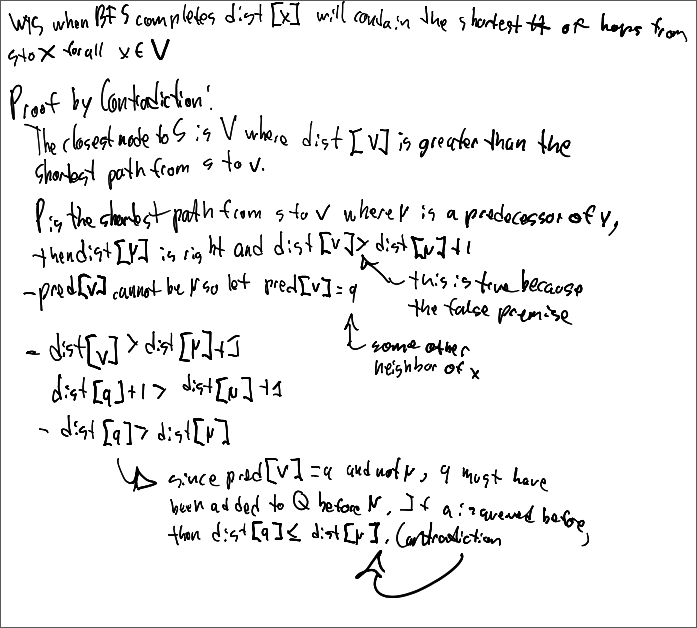 WTS when BFS completes dist[x] will contain the shortest # of hops from
s to x for all x ∈ V
Proof by Contradiction:
The closest node to S is V where dist[V] is greater than the
shortest path from s to v.
P is the shortest path from s to v where μ is a predecessor of v,
then dist[μ] is right and dist[v] > dist[μ]+1
this is true because
the false premise
- pred[v] cannot be μ so let pred[v] = q
some other
neighbor of x
- dist[v] > dist[μ]+1
dist[q]+1 > dist[μ]+1
- dist[q] > dist[μ]
since pred[v] = q and not μ, q must have
been added to Q before μ. If q is queued before,
then dist[q] ≤ dist[μ]. Contradiction